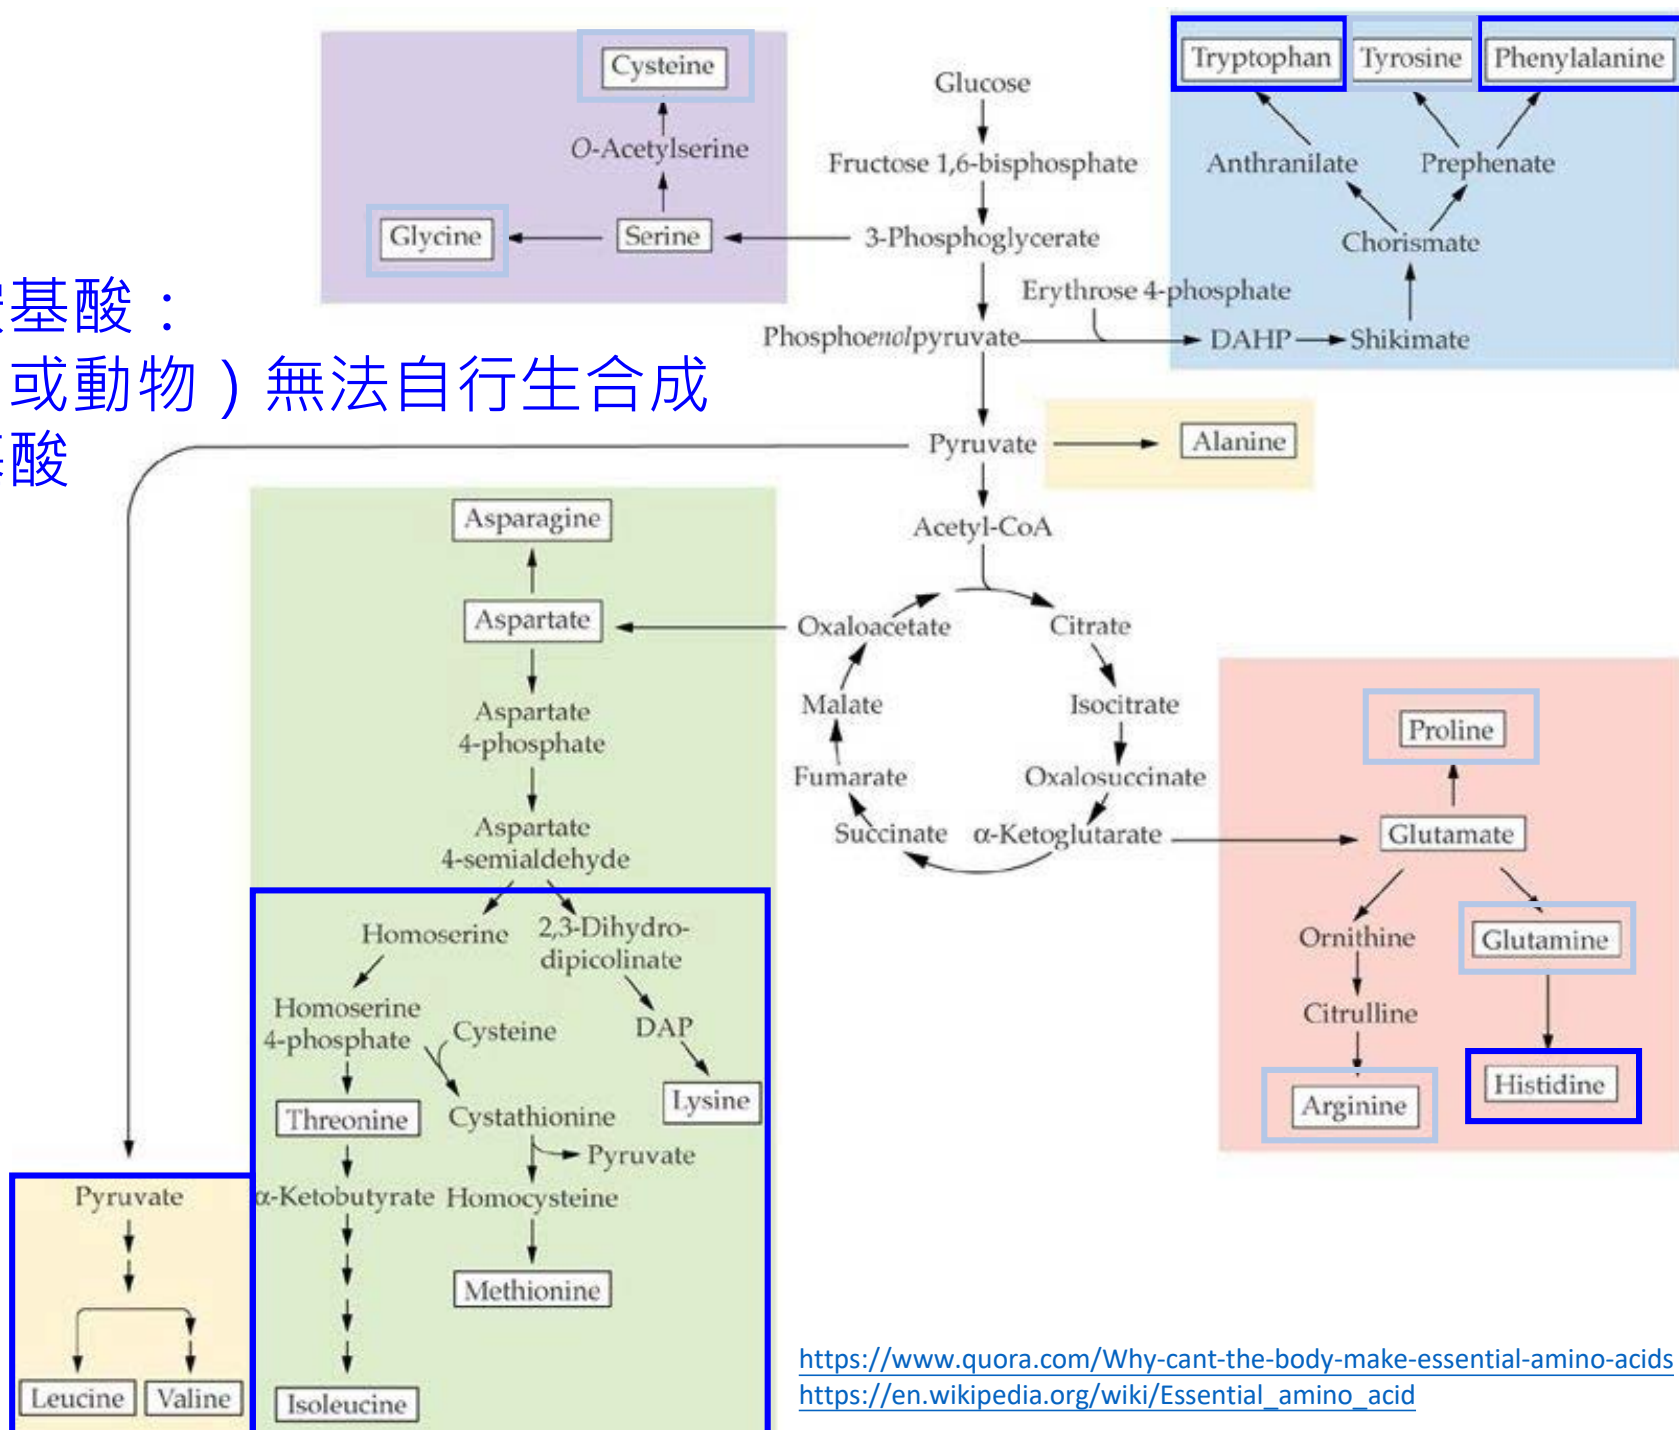 Cysteine
O-Acetylserine
Glycine
Serine
Glucose
Fructose 1,6-bisphosphate
3-Phosphoglycerate
Erythrose 4-phosphate
Phosphoenolpyruvate
DAHP
Shikimate
Chorismate
Anthranilate
Prephenate
Tryptophan
Tyrosine
Phenylalanine
基酸：
或動物）無法自行生合成
酸
Pyruvate
Alanine
Acetyl-CoA
Oxaloacetate
Citrate
Malate
Isocitrate
Fumarate
Oxalosuccinate
Succinate
α-Ketoglutarate
Asparagine
Aspartate
Aspartate
4-phosphate
Aspartate
4-semialdehyde
Homoserine
2,3-Dihydro-
dipicolinate
Homoserine
4-phosphate
Cysteine
DAP
Threonine
Cystathionine
Lysine
Pyruvate
α-Ketobutyrate
Homocysteine
Methionine
Isoleucine
Pyruvate
Leucine
Valine
Proline
Glutamate
Ornithine
Glutamine
Citrulline
Arginine
Histidine
https://www.quora.com/Why-cant-the-body-make-essential-amino-acids
https://en.wikipedia.org/wiki/Essential_amino_acid